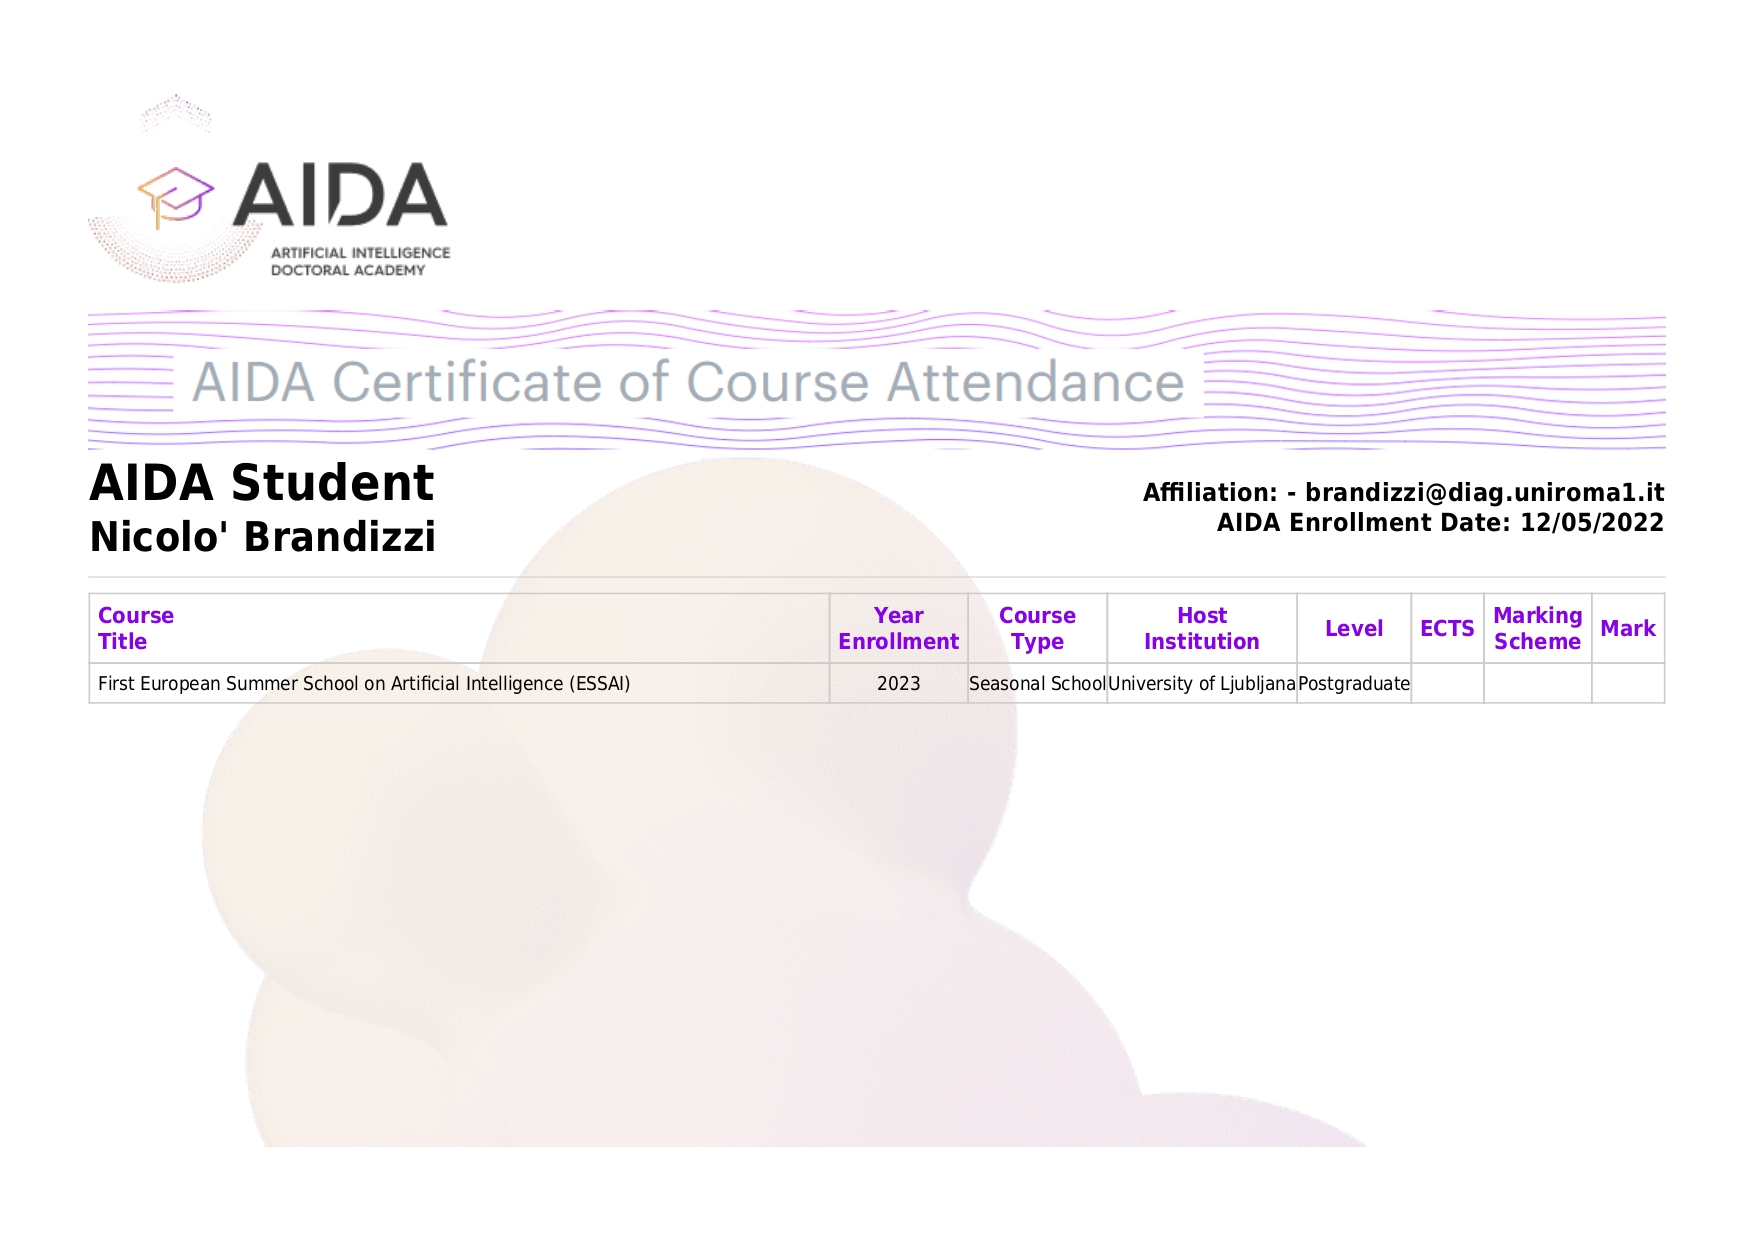 AIDA
ARTIFICIAL INTELLIGENCE
DOCTORAL ACADEMY
AIDA Certificate of Course Attendance
AIDA Student
Nicolo' Brandizzi
Affiliation: - brandizzi@diag.uniroma1.it
AIDA Enrollment Date: 12/05/2022
Course Title Year Enrollment Course Type Host Institution Level ECTS Marking Scheme Mark
First European Summer School on Artificial Intelligence (ESSAI) 2023 Seasonal School University of Ljubljana Postgraduate